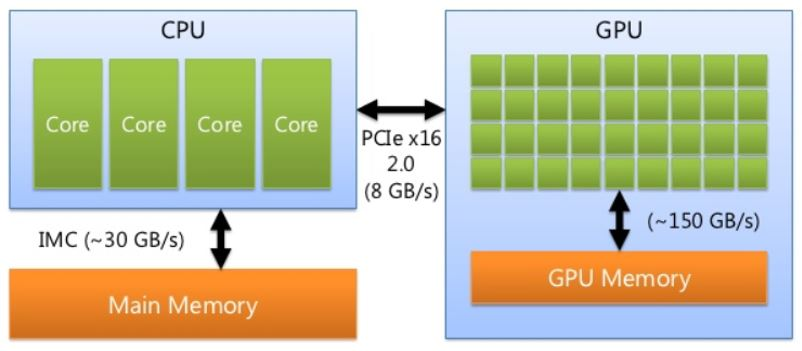 CPU
Core Core Core Core
IMC (~30 GB/s)
Main Memory
PCIe x16
2.0
(8 GB/s)
GPU
(~150 GB/s)
GPU Memory